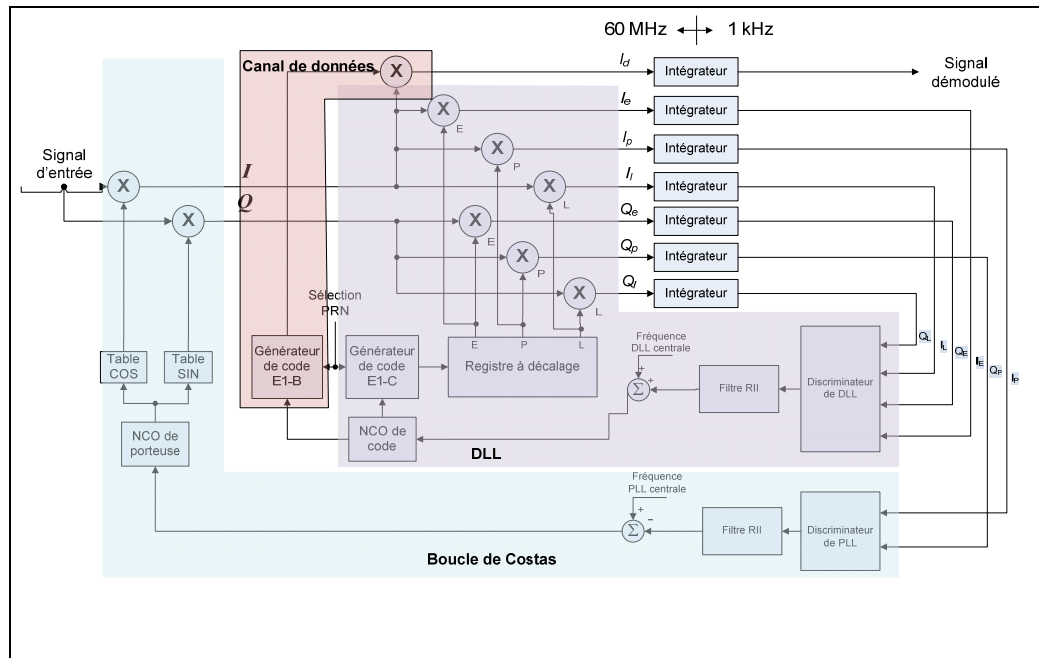 60 MHz
1 kHz
Canal de données
X
I_d
Intégrateur
Signal
démodulé
X
E
I_e
Intégrateur
X
P
I_p
Intégrateur
Signal
d'entrée
X
I
X
L
I_l
Intégrateur
X
Q
X
E
Q_e
Intégrateur
X
P
Q_p
Intégrateur
X
L
Q_l
Intégrateur
Sélection
PRN
E
P
L
Table
COS
Table
SIN
Générateur
de code
E1-B
Générateur
de code
E1-C
Registre à décalage
Fréquence
DLL centrale
+
+
Σ
Filtre RII
Discriminateur
de DLL
Q_L
I_L
Q_E
I_E
Q_P
I_P
NCO de
porteuse
NCO de
code
DLL
Fréquence
PLL centrale
+
−
Σ
Filtre RII
Discriminateur
de PLL
Boucle de Costas